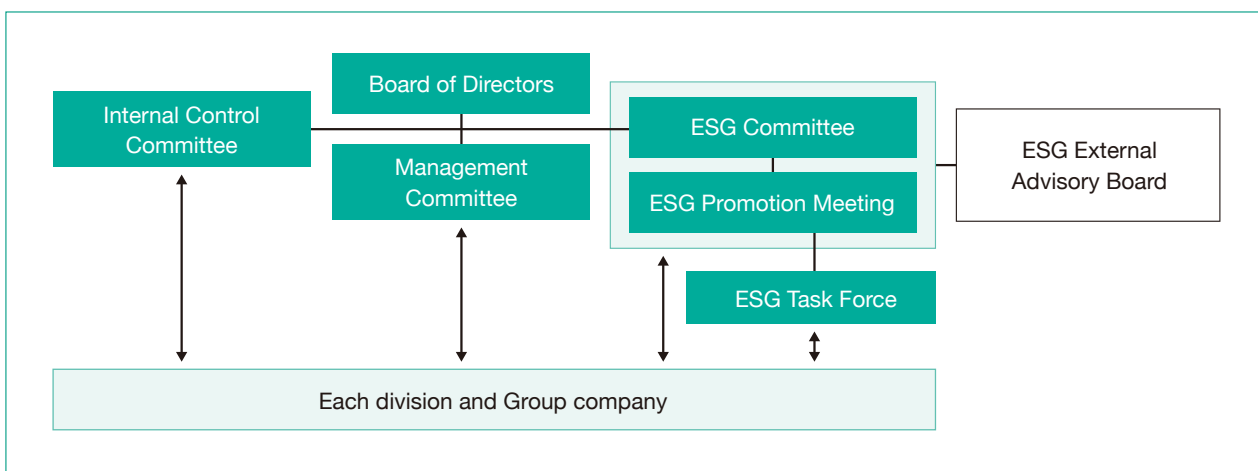 Board of Directors
Internal Control
Committee
Management
Committee
ESG Committee
ESG Promotion Meeting
ESG External
Advisory Board
ESG Task Force
Each division and Group company